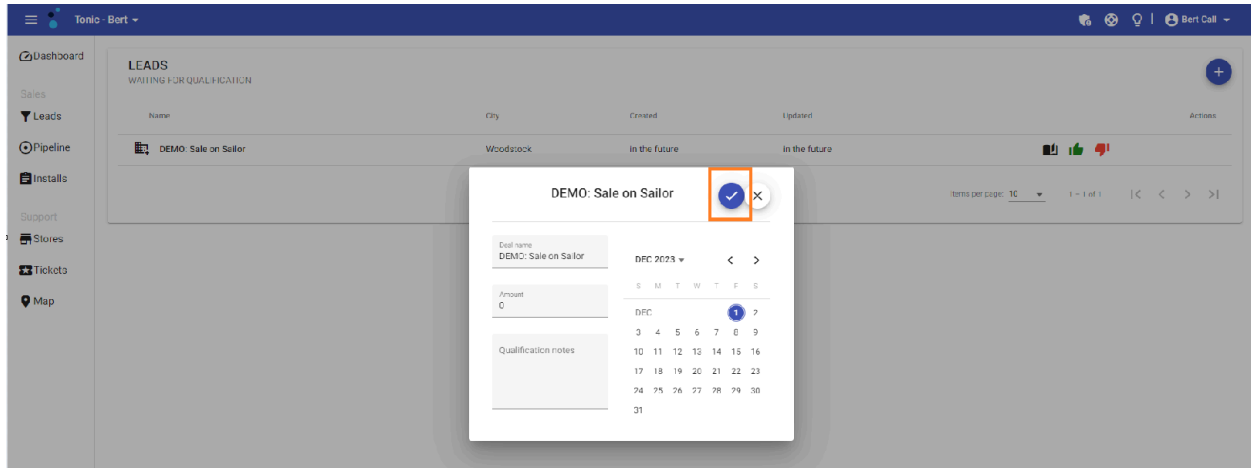 Tonic - Bert
Bert Call
Dashboard
LEADS
WAITING FOR QUALIFICATION
Sales
Leads
Name City Created Updated Actions
Pipeline
DEMO: Sale on Sailor Woodstock in the future in the future
Installs
Items per page: 10 1 – 1 of 1
Support
Stores
Tickets
Map
DEMO: Sale on Sailor
Deal name
DEMO: Sale on Sailor
Amount
0
Qualification notes
DEC 2023
S M T W T F S
DEC 1 2
3 4 5 6 7 8 9
10 11 12 13 14 15 16
17 18 19 20 21 22 23
24 25 26 27 28 29 30
31